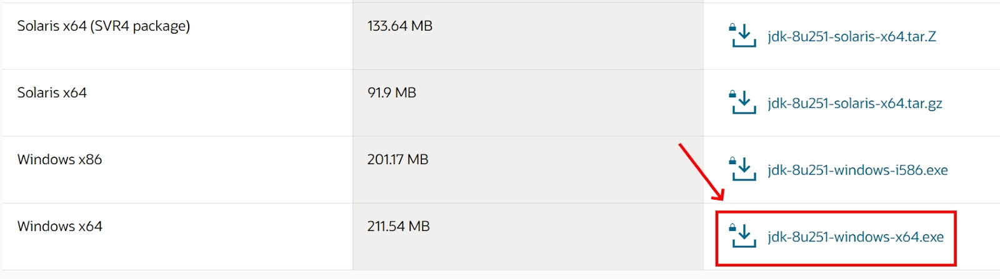 Solaris x64 (SVR4 package) 133.64 MB jdk-8u251-solaris-x64.tar.Z
Solaris x64 91.9 MB jdk-8u251-solaris-x64.tar.gz
Windows x86 201.17 MB jdk-8u251-windows-i586.exe
Windows x64 211.54 MB jdk-8u251-windows-x64.exe